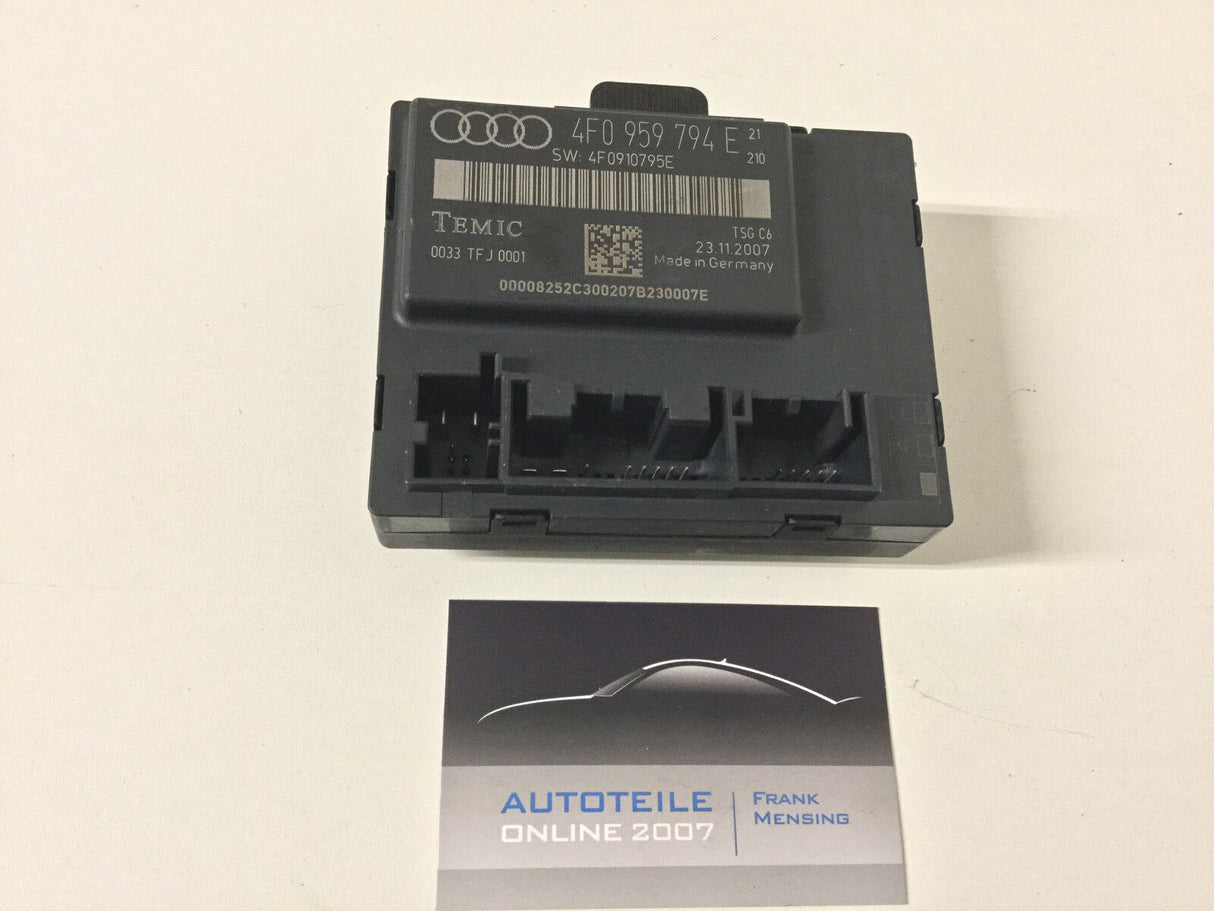 4F0 959 794 E 21
SW: 4F0910795E 210
TEMIC
TSG C6
23.11.2007
0033 TFJ 0001
Made in Germany
00008252C300207B230007E
AUTOTEILE
ONLINE 2007
FRANK
MENSING